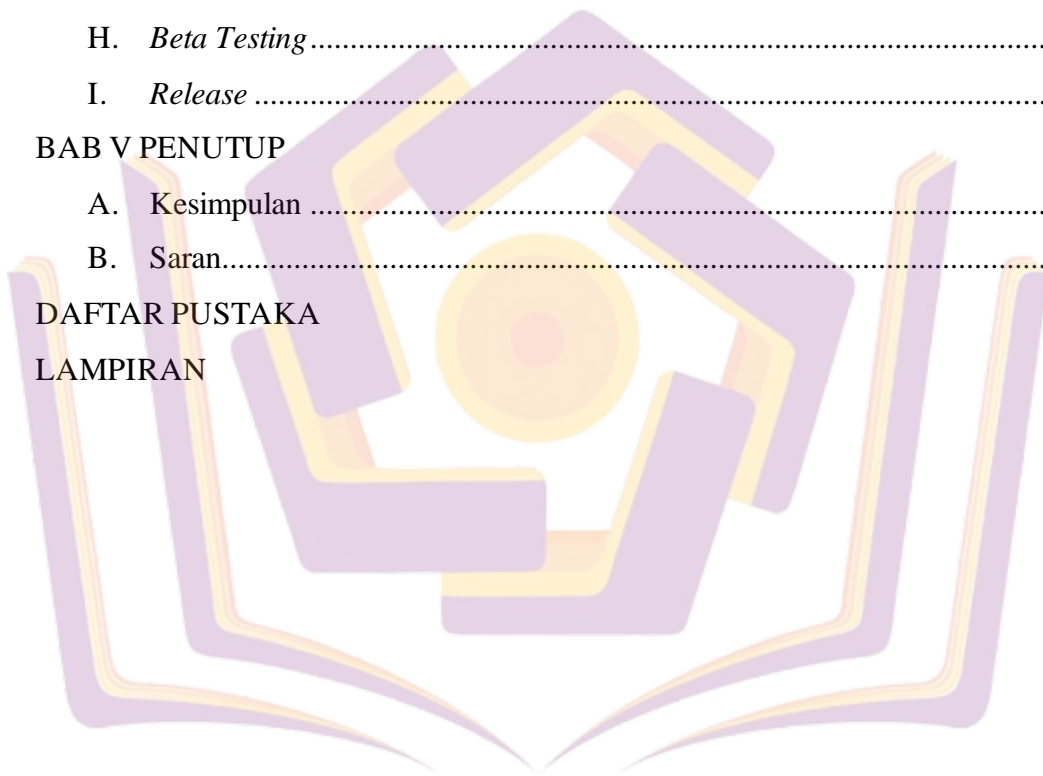 H. Beta Testing........................................................................................................
I. Release ........................................................................................................
BAB V PENUTUP
A. Kesimpulan ........................................................................................................
B. Saran........................................................................................................
DAFTAR PUSTAKA
LAMPIRAN